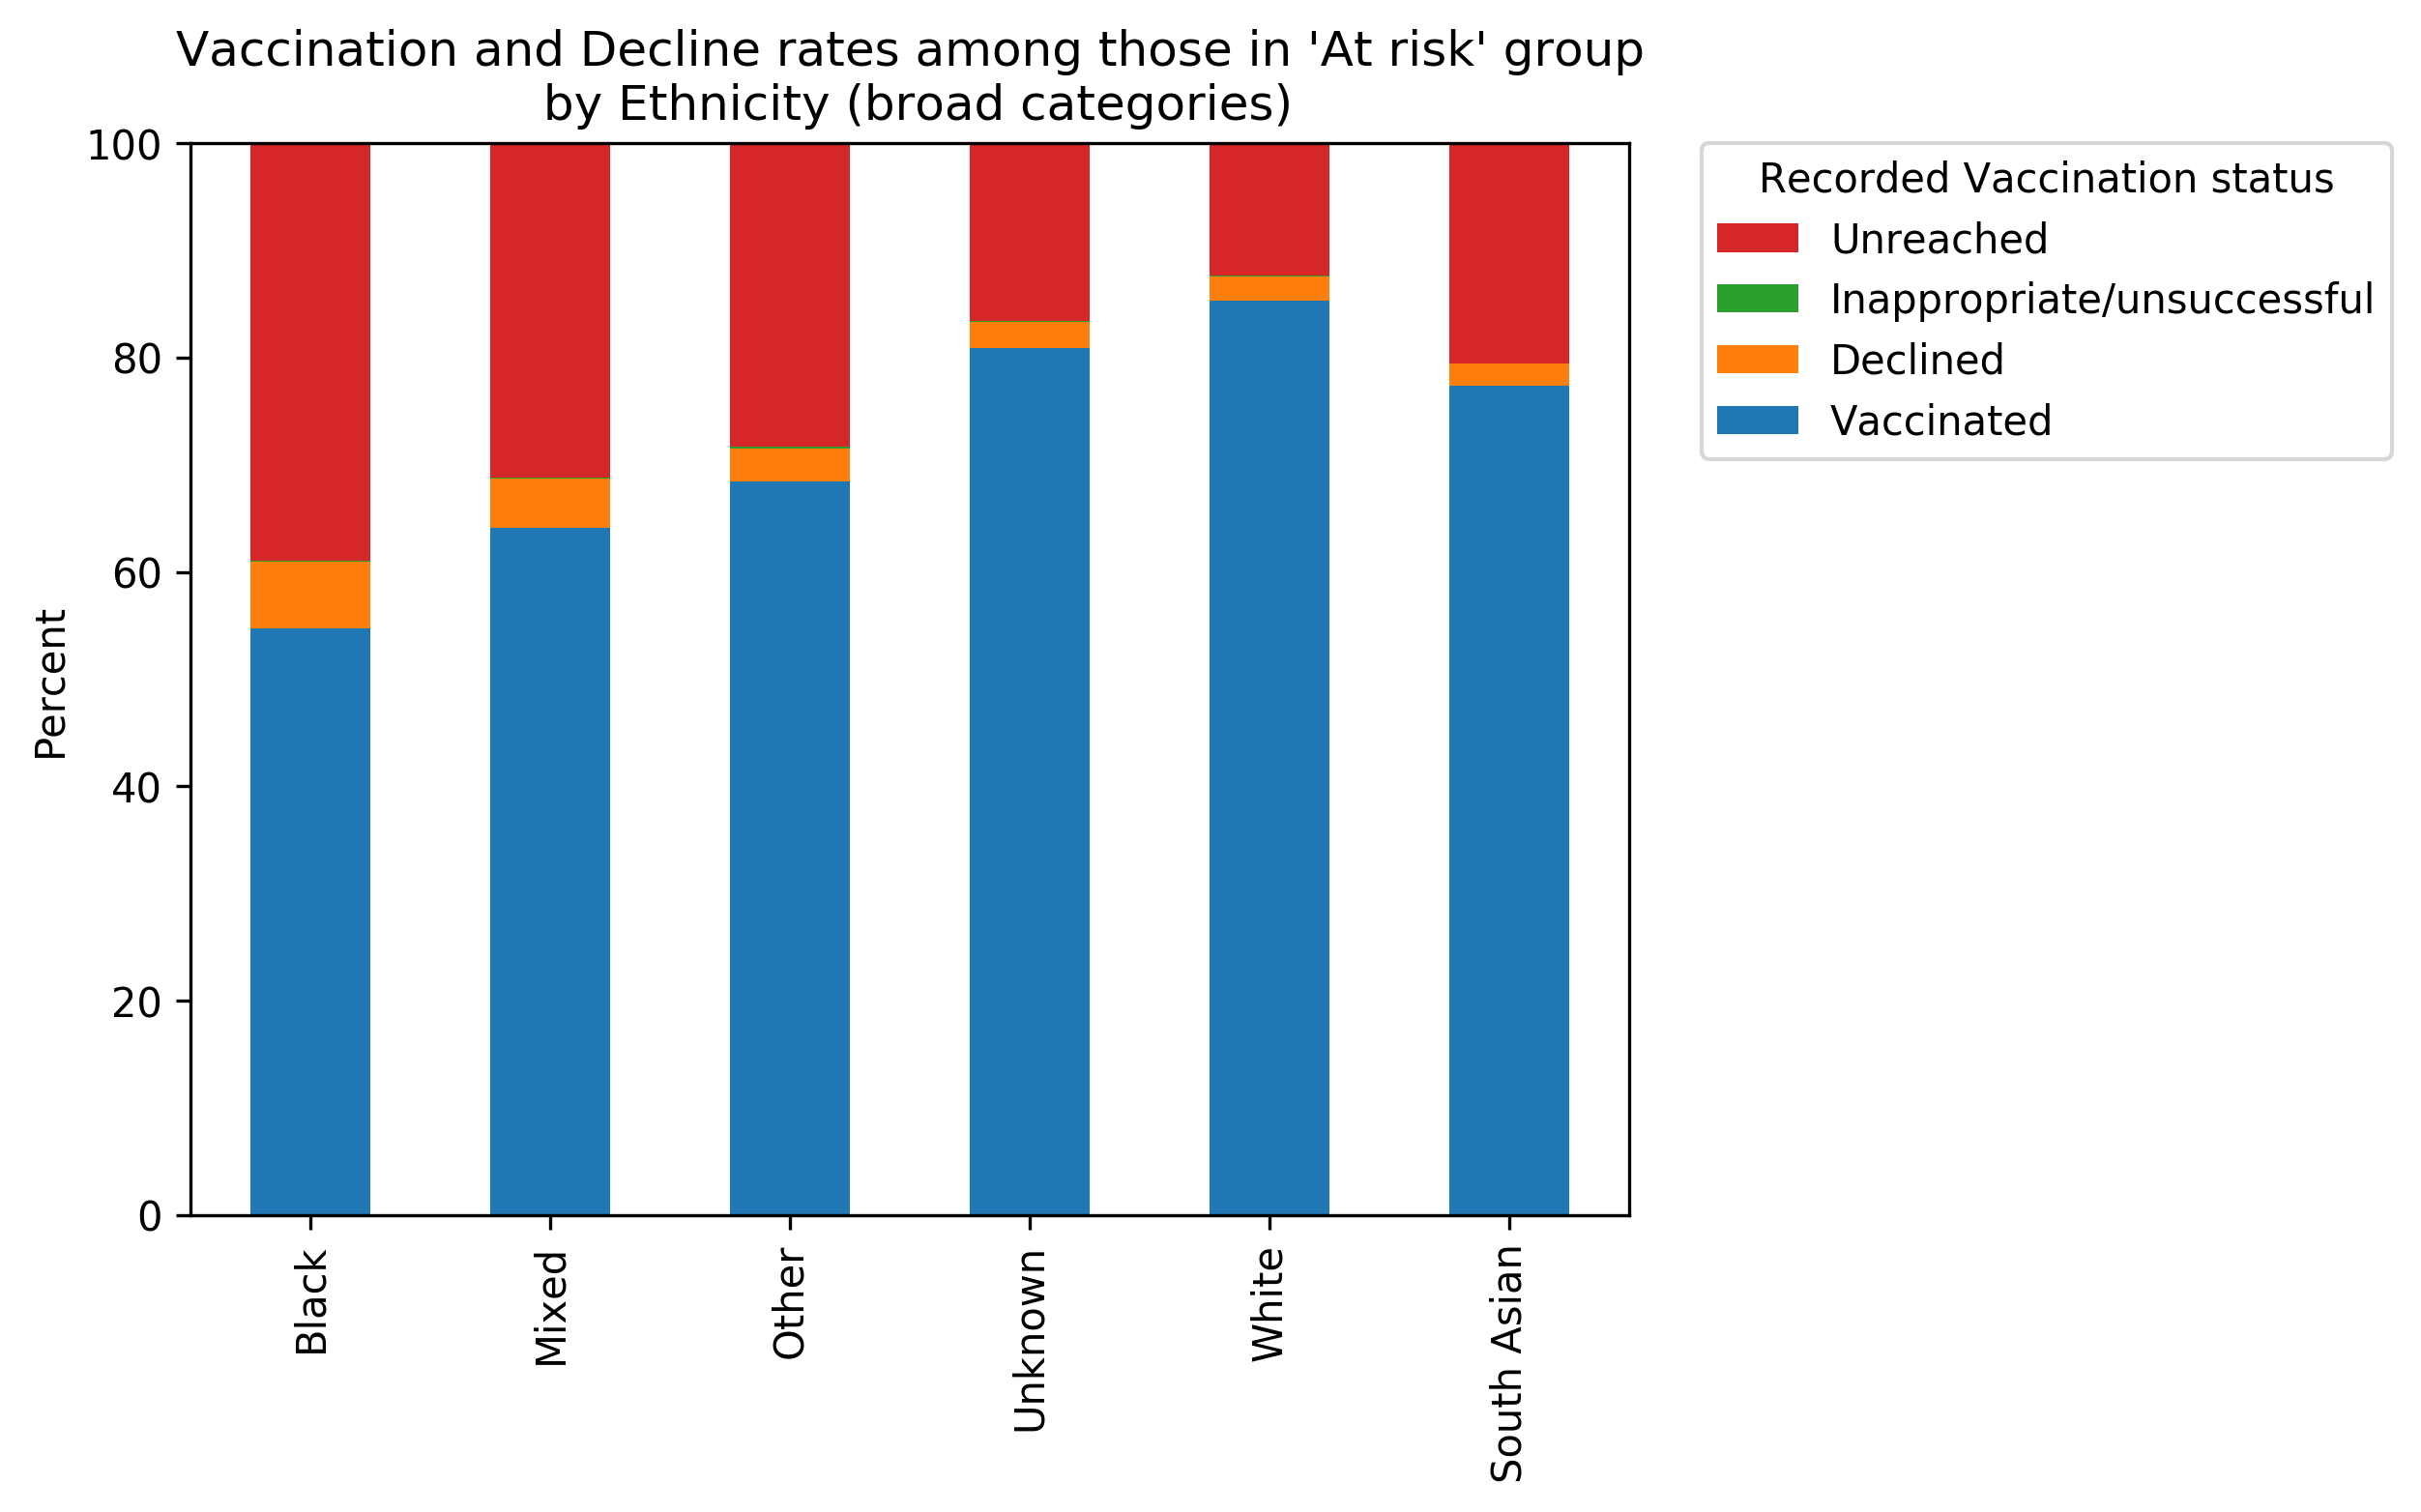 Vaccination and Decline rates among those in 'At risk' group
by Ethnicity (broad categories)
100
80
60
40
20
0
Percent
Black
Mixed
Other
Unknown
White
South Asian
Recorded Vaccination status
Unreached
Inappropriate/unsuccessful
Declined
Vaccinated